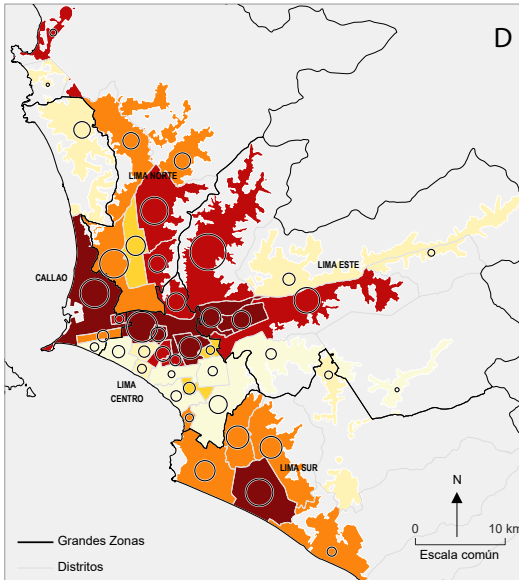 D
LIMA NORTE
LIMA ESTE
CALLAO
LIMA
CENTRO
LIMA SUR
N
Grandes Zonas
0 10 km
Distritos
Escala común